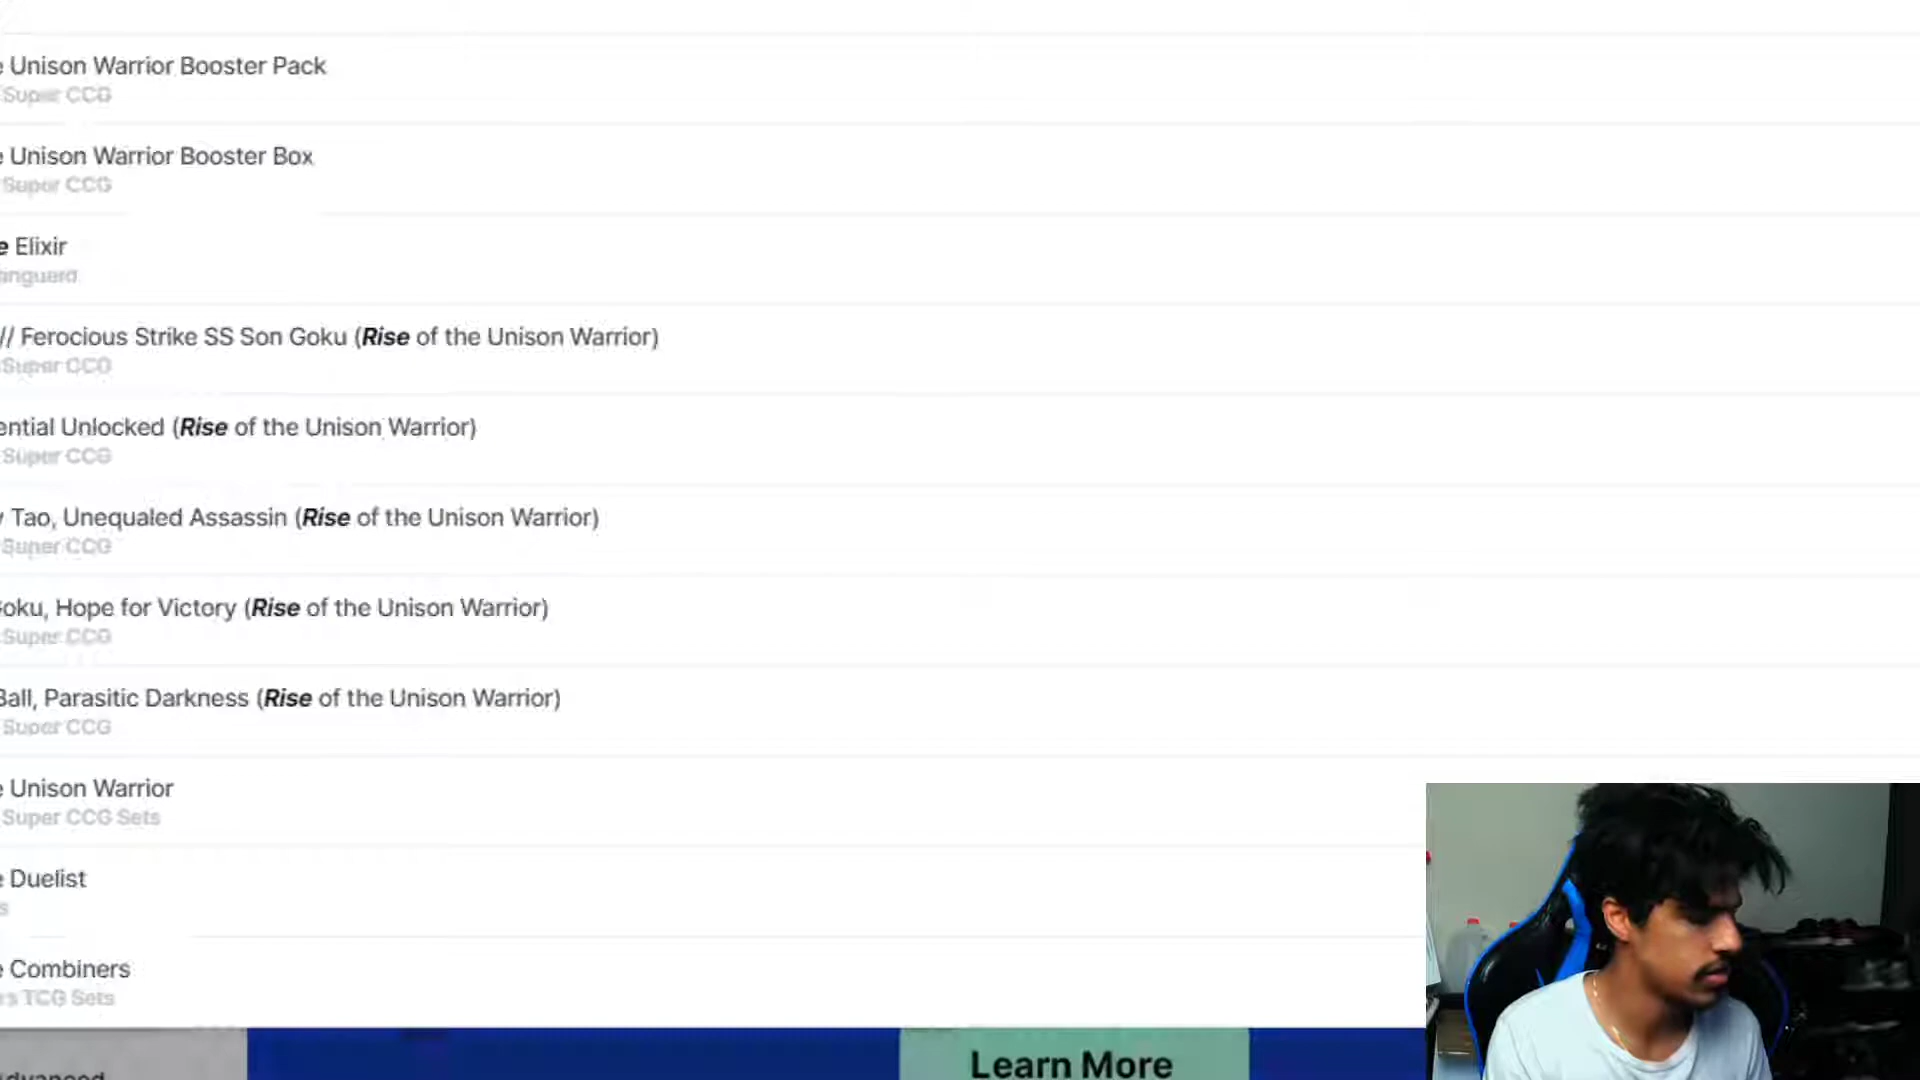 e Unison Warrior Booster Pack
Super CCG
e Unison Warrior Booster Box
Super CCG
e Elixir
anguard
// Ferocious Strike SS Son Goku (Rise of the Unison Warrior)
Super CCG
ential Unlocked (Rise of the Unison Warrior)
Super CCG
y Tao, Unequaled Assassin (Rise of the Unison Warrior)
Super CCG
oku, Hope for Victory (Rise of the Unison Warrior)
Super CCG
Ball, Parasitic Darkness (Rise of the Unison Warrior)
Super CCG
e Unison Warrior
Super CCG Sets
e Duelist
s
e Combiners
rs TCG Sets
Learn More
Advanced